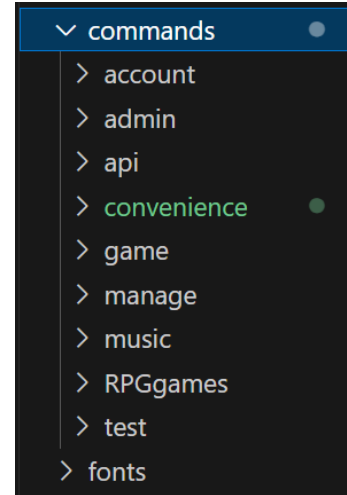 commands
account
admin
api
convenience
game
manage
music
RPGgames
test
fonts